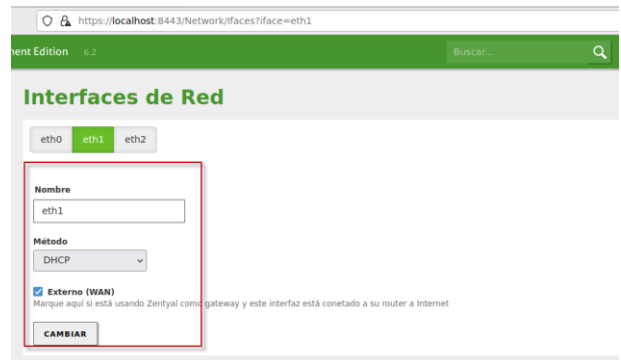 https://localhost:8443/Network/Ifaces?iface=eth1
ment Edition 6.2 Buscar...
Interfaces de Red
eth0 eth1 eth2
Nombre
eth1
Método
DHCP
Externo (WAN)
Marque aquí si está usando Zentyal como gateway y este interfaz está conetado a su router a Internet
CAMBIAR